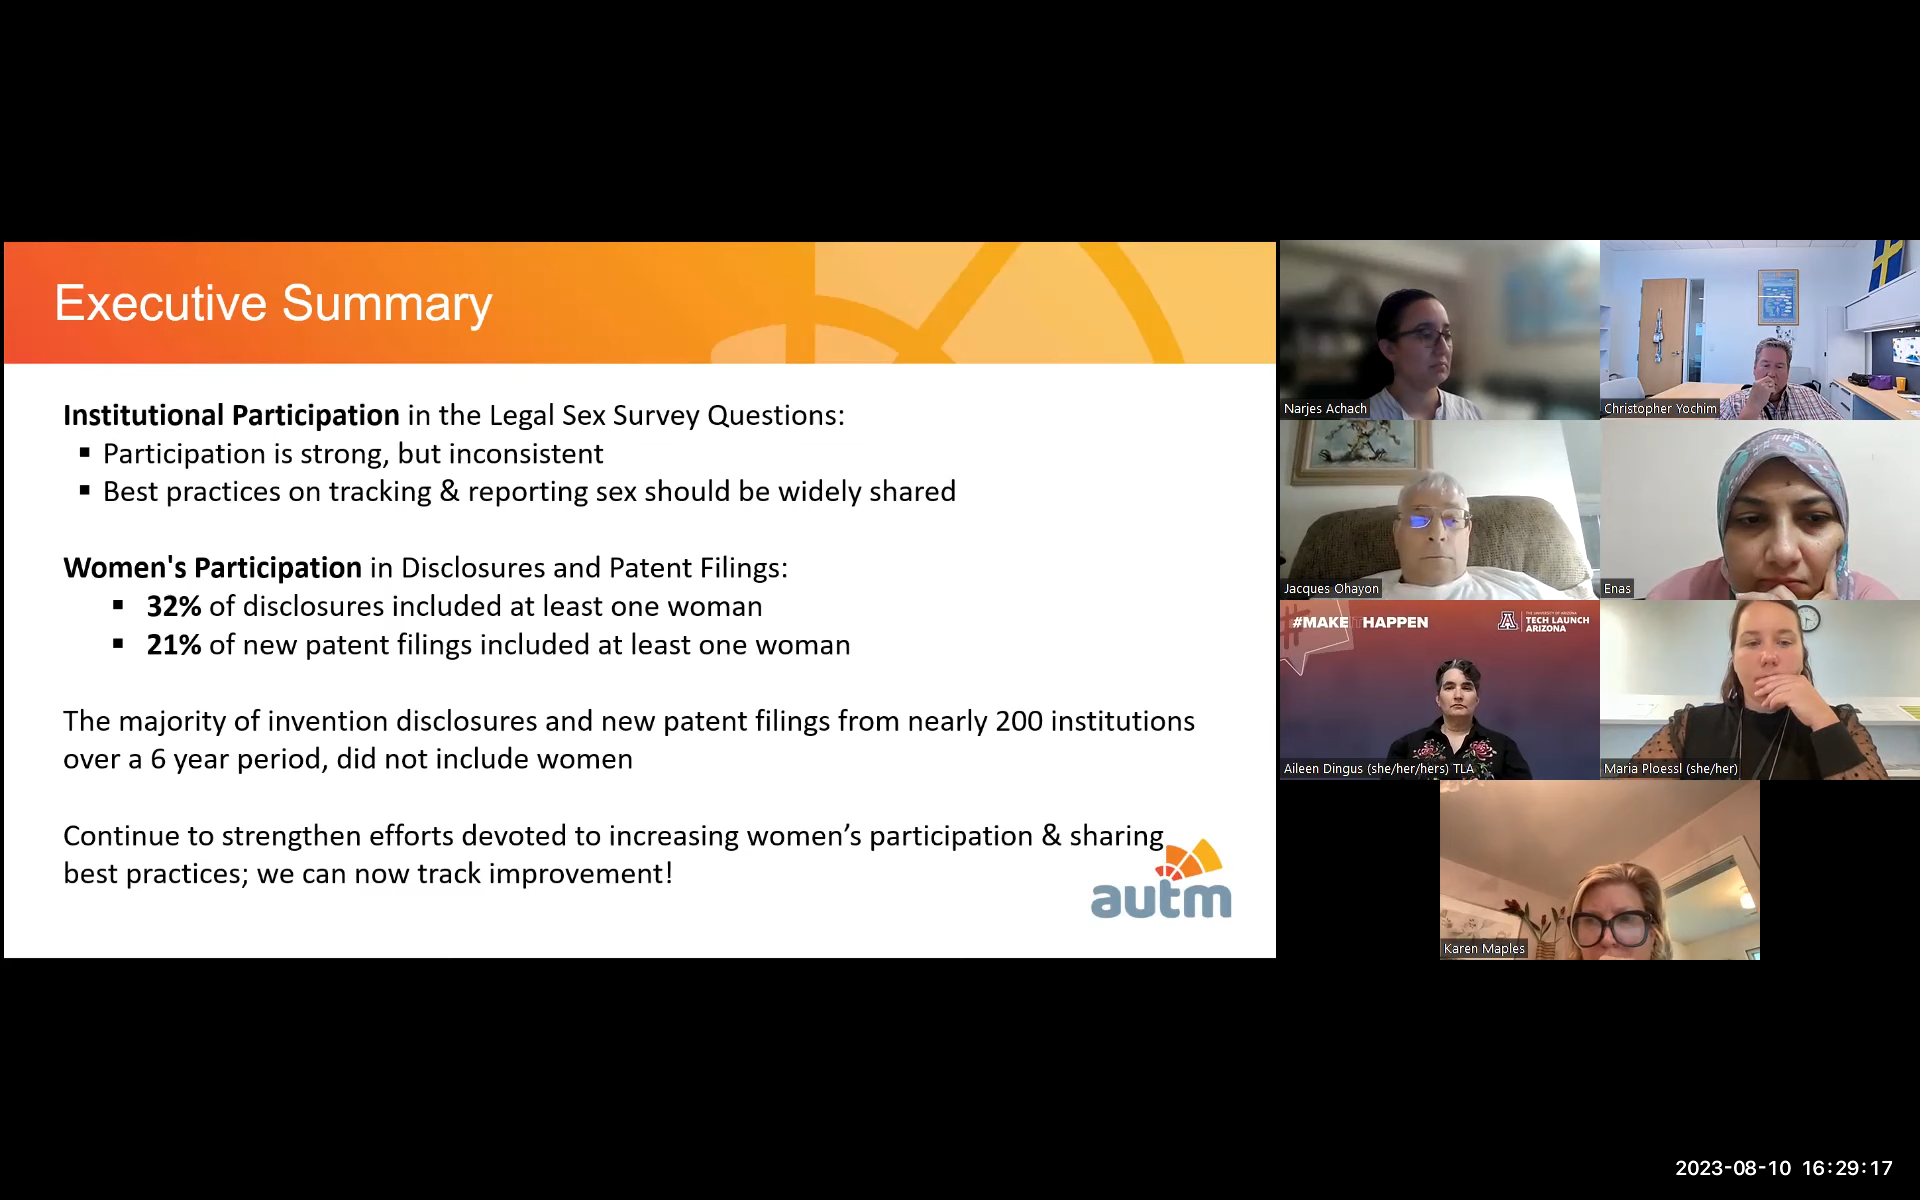 Executive Summary
Institutional Participation in the Legal Sex Survey Questions:
▪ Participation is strong, but inconsistent
▪ Best practices on tracking & reporting sex should be widely shared
Women's Participation in Disclosures and Patent Filings:
▪ 32% of disclosures included at least one woman
▪ 21% of new patent filings included at least one woman
The majority of invention disclosures and new patent filings from nearly 200 institutions
over a 6 year period, did not include women
Continue to strengthen efforts devoted to increasing women’s participation & sharing
best practices; we can now track improvement!
autm
Narjes Achach
Christopher Yochim
Jacques Ohayon
Enas
#MAKEITHAPPEN
THE UNIVERSITY OF ARIZONA
TECH LAUNCH
ARIZONA
Aileen Dingus (she/her/hers) TLA
Maria Ploessl (she/her)
Karen Maples
2023-08-10 16:29:17